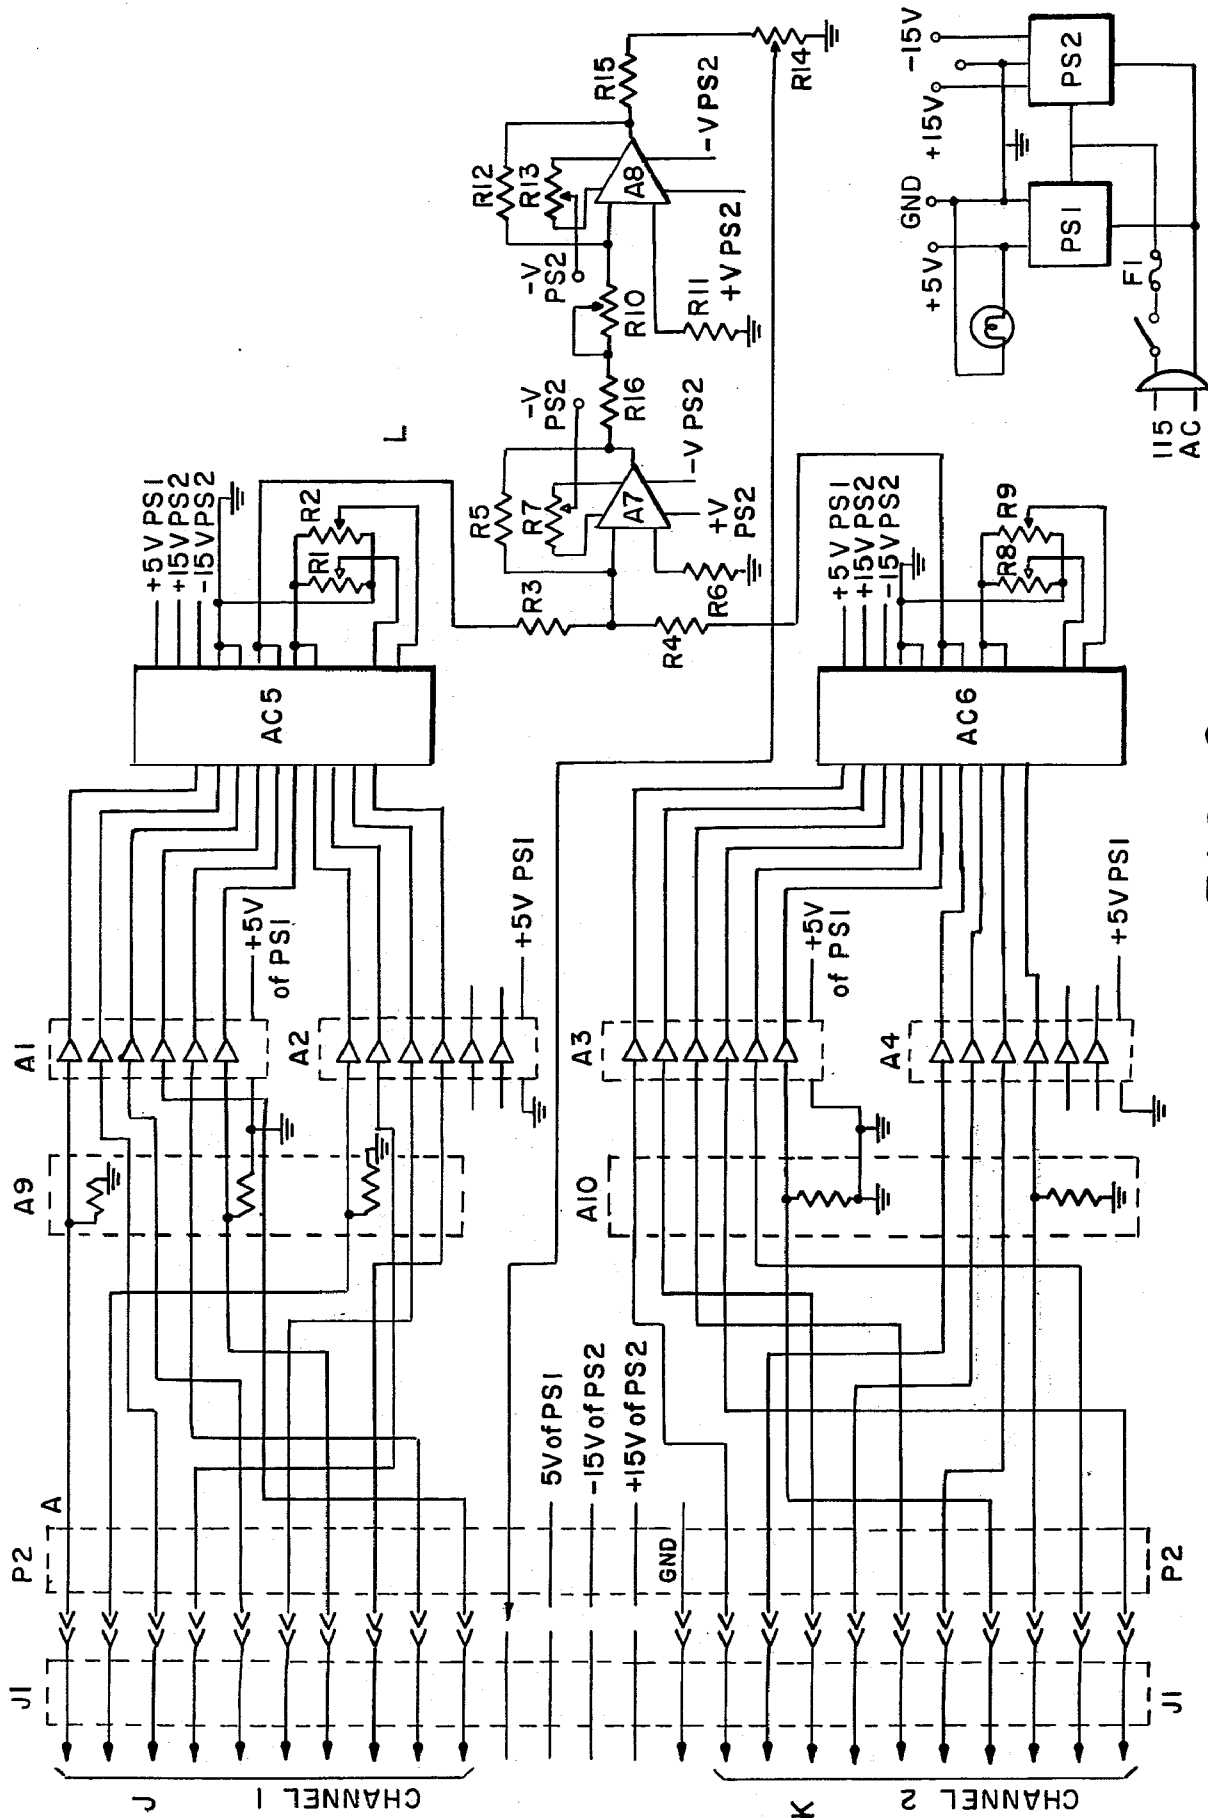 J
CHANNEL 1
K
CHANNEL 2
J1
J1
P2
P2
A
GND
5V of PS1
-15V of PS2
+15V of PS2
A9
A10
A1
A2
A3
A4
+5V
of PS1
+5V PS1
+5V
of PS1
+5V PS1
AC5
AC6
+5V PS1
+15V PS2
-15V PS2
R1
R2
L
+5V PS1
+15V PS2
-15V PS2
R8
R9
R3
R4
R5
R6
R7
A7
+V
PS2
-V PS2
-V
PS2
R16
R10
R11
-V
PS2
R12
R13
A8
+V PS2
-V PS2
R15
R14
+5V
GND
+15V
-15V
PS1
PS2
F1
115
AC